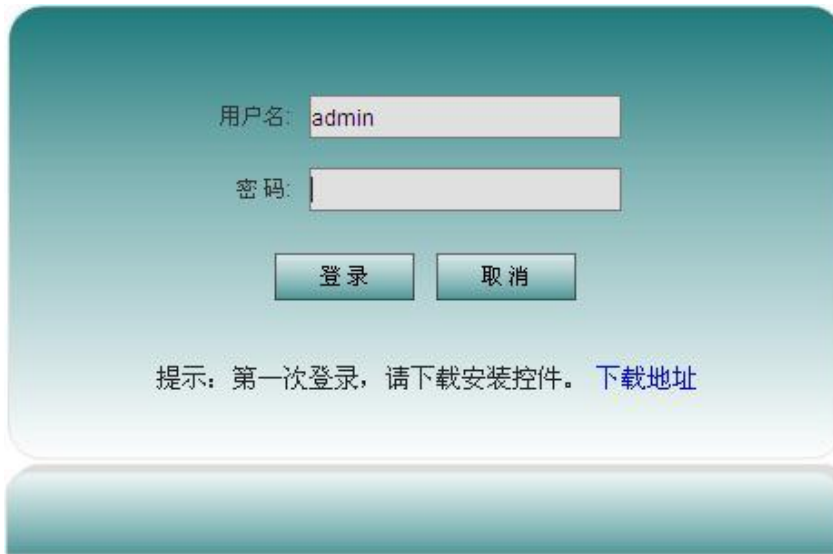 用户名: admin
密 码:
登 录 取 消
提示：第一次登录，请下载安装控件。 下载地址